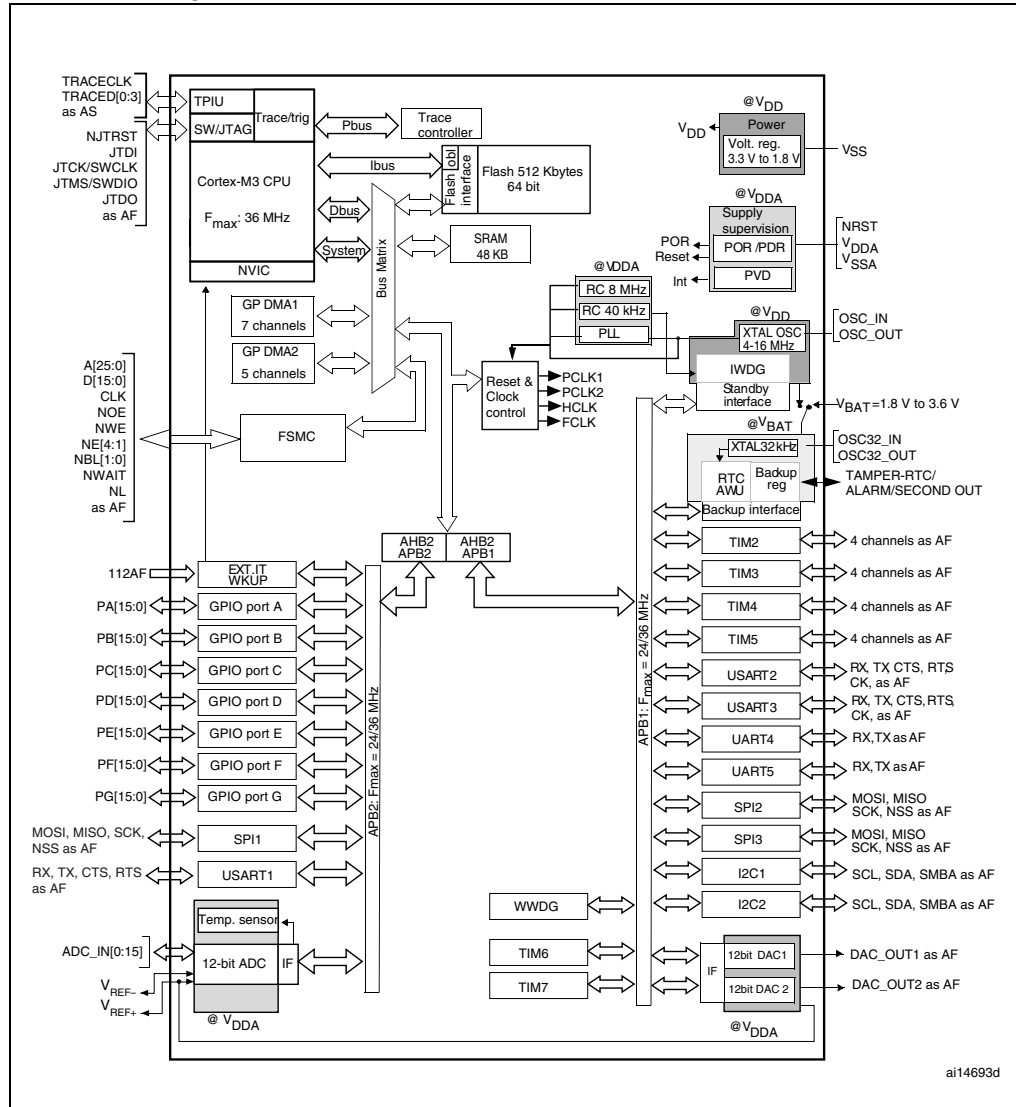 TRACECLK
TRACED[0:3]
as AS
NJTRST
JTDI
JTCK/SWCLK
JTMS/SWDIO
JTDO
as AF
TPIU
SW/JTAG
Trace/trig
Pbus
Trace
controller
Cortex-M3 CPU
Fmax: 36 MHz
NVIC
Ibus
Dbus
System
Flash obl
interface
Flash 512 Kbytes
64 bit
Bus Matrix
SRAM
48 KB
GP DMA1
7 channels
GP DMA2
5 channels
@VDD
Power
VDD
Volt. reg.
3.3 V to 1.8 V
VSS
@VDDA
Supply
supervision
POR
Reset
Int
POR /PDR
PVD
NRST
VDDA
VSSA
@VDDA
RC 8 MHz
RC 40 kHz
PLL
@VDD
XTAL OSC
4-16 MHz
OSC_IN
OSC_OUT
IWDG
Standby
interface
Reset &
Clock
control
PCLK1
PCLK2
HCLK
FCLK
VBAT=1.8 V to 3.6 V
@VBAT
XTAL32kHz
OSC32_IN
OSC32_OUT
RTC
AWU
Backup
reg
TAMPER-RTC/
ALARM/SECOND OUT
Backup interface
A[25:0]
D[15:0]
CLK
NOE
NWE
NE[4:1]
NBL[1:0]
NWAIT
NL
as AF
FSMC
AHB2
APB2
AHB2
APB1
112AF
EXT.IT
WKUP
PA[15:0]
GPIO port A
PB[15:0]
GPIO port B
PC[15:0]
GPIO port C
PD[15:0]
GPIO port D
PE[15:0]
GPIO port E
PF[15:0]
GPIO port F
PG[15:0]
GPIO port G
MOSI, MISO, SCK,
NSS as AF
SPI1
RX, TX, CTS, RTS
as AF
USART1
APB2: Fmax = 24/36 MHz
Temp. sensor
ADC_IN[0:15]
12-bit ADC
IF
VREF–
VREF+
@ VDDA
APB1: Fmax = 24/36 MHz
TIM2
4 channels as AF
TIM3
4 channels as AF
TIM4
4 channels as AF
TIM5
4 channels as AF
USART2
RX, TX, CTS, RTS,
CK, as AF
USART3
RX, TX, CTS, RTS,
CK, as AF
UART4
RX,TX as AF
UART5
RX,TX as AF
SPI2
MOSI, MISO
SCK, NSS as AF
SPI3
MOSI, MISO
SCK, NSS as AF
I2C1
SCL, SDA, SMBA as AF
I2C2
SCL, SDA, SMBA as AF
WWDG
TIM6
TIM7
IF
12bit DAC1
DAC_OUT1 as AF
12bit DAC 2
DAC_OUT2 as AF
@VDDA
ai14693d